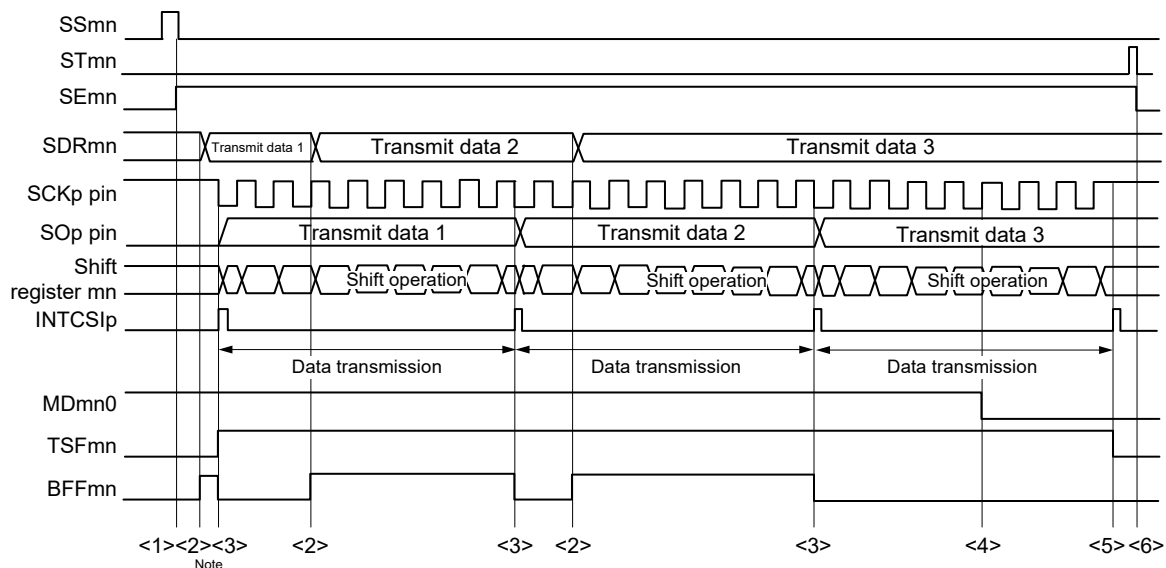 SSmn
STmn
SEmn
SDRmn Transmit data 1 Transmit data 2 Transmit data 3
SCKp pin
SOp pin Transmit data 1 Transmit data 2 Transmit data 3
Shift
register mn Shift operation Shift operation Shift operation
INTCSIp
Data transmission Data transmission Data transmission
MDmn0
TSFmn
BFFmn
<1> <2> <3> <2> <3> <2> <3> <4> <5> <6>
Note